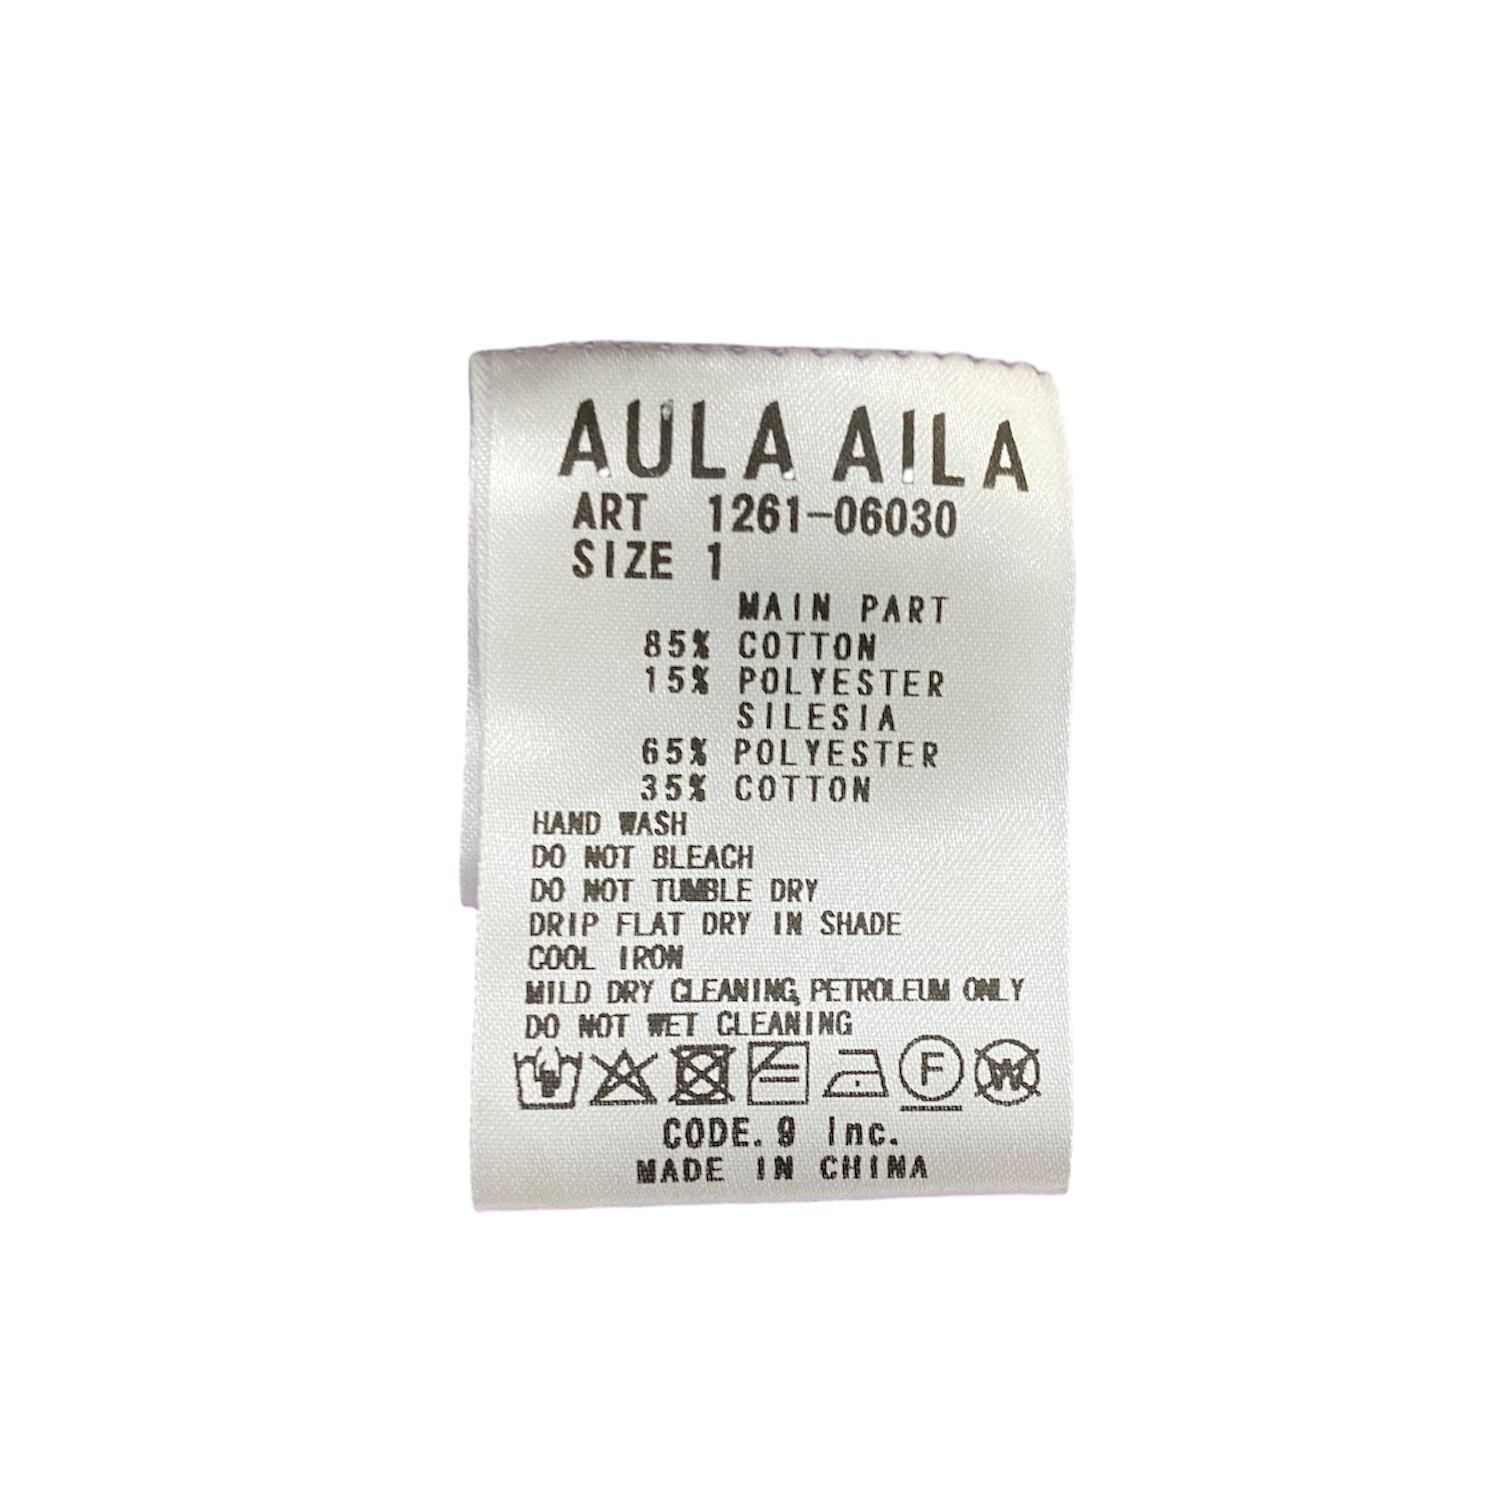 AULA AILA
ART 1261-06030
SIZE 1
MAIN PART
85% COTTON
15% POLYESTER
SILESIA
65% POLYESTER
35% COTTON
HAND WASH
DO NOT BLEACH
DO NOT TUMBLE DRY
DRIP FLAT DRY IN SHADE
COOL IRON
MILD DRY CLEANING, PETROLEUM ONLY
DO NOT WET CLEANING
F W
CODE.9 Inc.
MADE IN CHINA